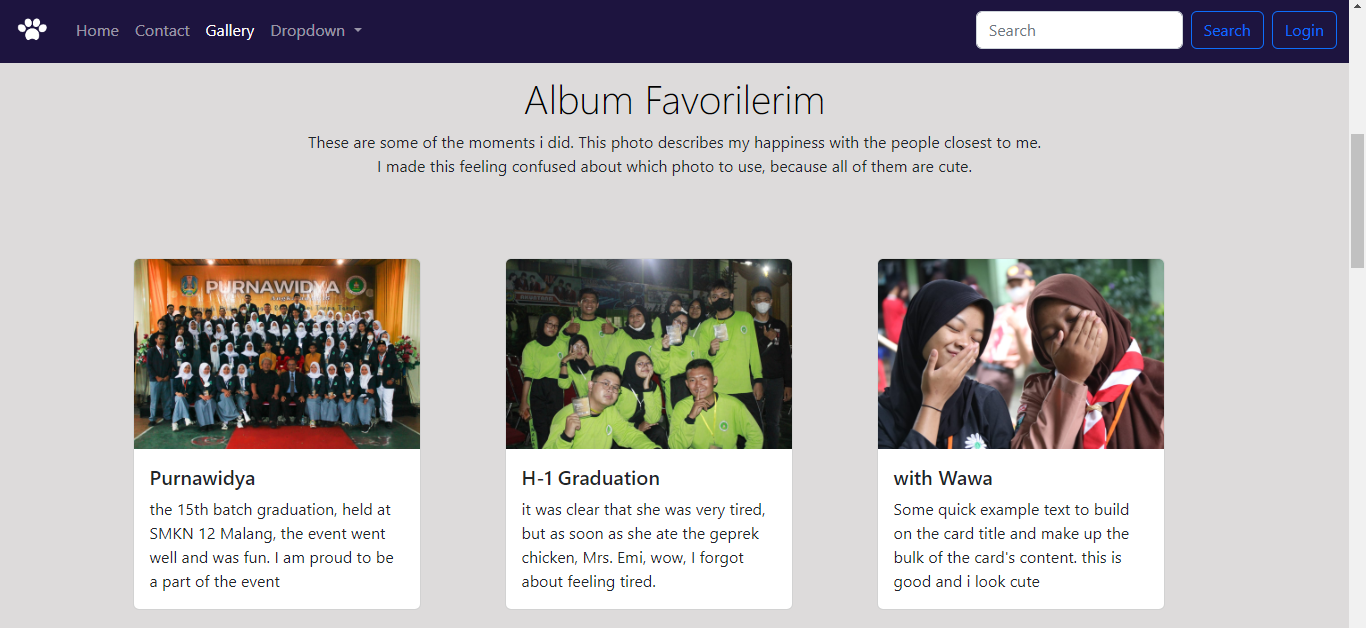 Home Contact Gallery Dropdown Search Search Login
Album Favorilerim
These are some of the moments i did. This photo describes my happiness with the people closest to me.
I made this feeling confused about which photo to use, because all of them are cute.
PURNAWIDYA
Purnawidya
the 15th batch graduation, held at
SMKN 12 Malang, the event went
well and was fun. I am proud to be
a part of the event
H-1 Graduation
it was clear that she was very tired,
but as soon as she ate the geprek
chicken, Mrs. Emi, wow, I forgot
about feeling tired.
with Wawa
Some quick example text to build
on the card title and make up the
bulk of the card's content. this is
good and i look cute